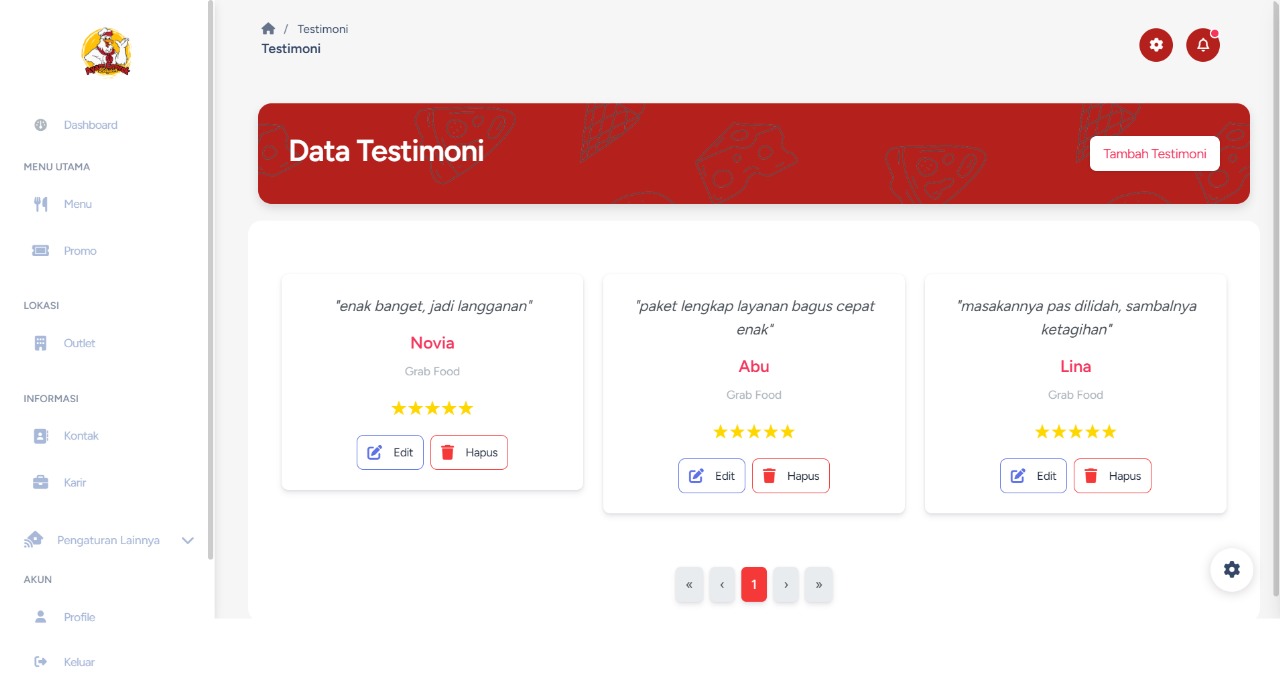 Dashboard
MENU UTAMA
Menu
Promo
LOKASI
Outlet
INFORMASI
Kontak
Karir
Pengaturan Lainnya
AKUN
Profile
Keluar
/ Testimoni
Testimoni
Data Testimoni
Tambah Testimoni
"enak banget, jadi langganan"
Novia
Grab Food
★★★★★
Edit
Hapus
"paket lengkap layanan bagus cepat
enak"
Abu
Grab Food
★★★★★
Edit
Hapus
"masakannya pas dilidah, sambalnya
ketagihan"
Lina
Grab Food
★★★★★
Edit
Hapus
« ‹ 1 › »